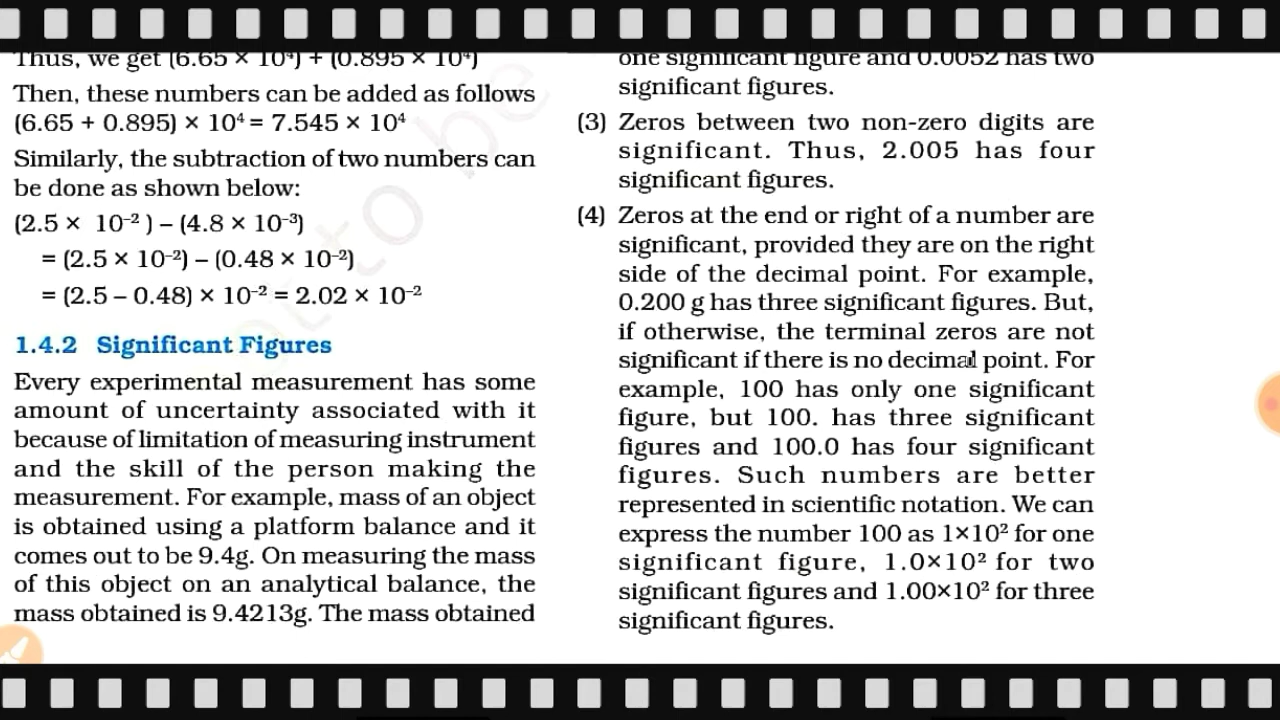 Thus, we get (6.65 × 10⁴) + (0.895 × 10⁴)
Then, these numbers can be added as follows
(6.65 + 0.895) × 10⁴ = 7.545 × 10⁴
Similarly, the subtraction of two numbers can
be done as shown below:
(2.5 × 10⁻² ) – (4.8 × 10⁻³)
= (2.5 × 10⁻²) – (0.48 × 10⁻²)
= (2.5 – 0.48) × 10⁻² = 2.02 × 10⁻²
1.4.2 Significant Figures
Every experimental measurement has some
amount of uncertainty associated with it
because of limitation of measuring instrument
and the skill of the person making the
measurement. For example, mass of an object
is obtained using a platform balance and it
comes out to be 9.4g. On measuring the mass
of this object on an analytical balance, the
mass obtained is 9.4213g. The mass obtained
one significant figure and 0.0052 has two
significant figures.
(3) Zeros between two non-zero digits are
significant. Thus, 2.005 has four
significant figures.
(4) Zeros at the end or right of a number are
significant, provided they are on the right
side of the decimal point. For example,
0.200 g has three significant figures. But,
if otherwise, the terminal zeros are not
significant if there is no decimal point. For
example, 100 has only one significant
figure, but 100. has three significant
figures and 100.0 has four significant
figures. Such numbers are better
represented in scientific notation. We can
express the number 100 as 1×10² for one
significant figure, 1.0×10² for two
significant figures and 1.00×10² for three
significant figures.
to be